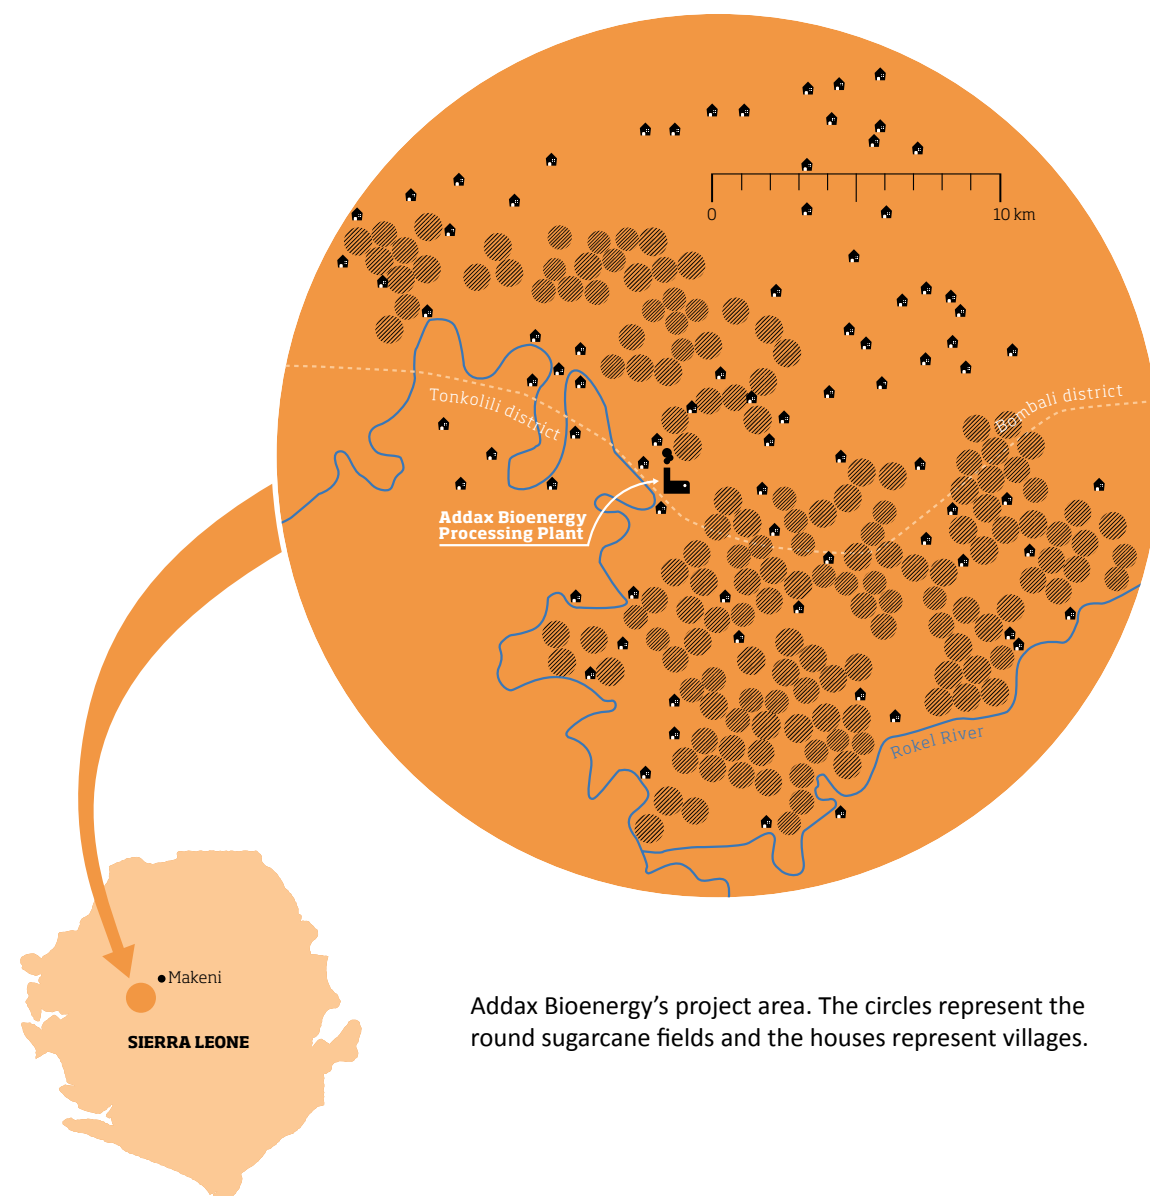 0
10 km
Tonkolili district
Bombali district
Addax Bioenergy
Processing Plant
Rokel River
Makeni
SIERRA LEONE
Addax Bioenergy’s project area. The circles represent the
round sugarcane fields and the houses represent villages.